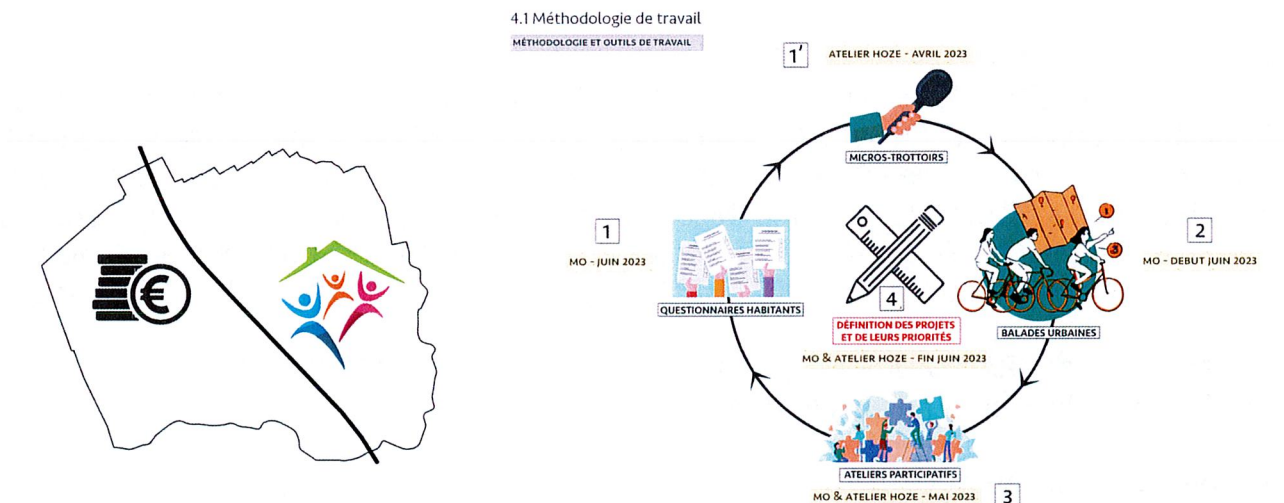 4.1 Méthodologie de travail
MÉTHODOLOGIE ET OUTILS DE TRAVAIL
1'
ATELIER HOZE - AVRIL 2023
MICROS-TROTTOIRS
1
MO - JUIN 2023
QUESTIONNAIRES HABITANTS
2
MO - DEBUT JUIN 2023
BALADES URBAINES
4
DÉFINITION DES PROJETS
ET DE LEURS PRIORITÉS
MO & ATELIER HOZE - FIN JUIN 2023
ATELIERS PARTICIPATIFS
MO & ATELIER HOZE - MAI 2023
3